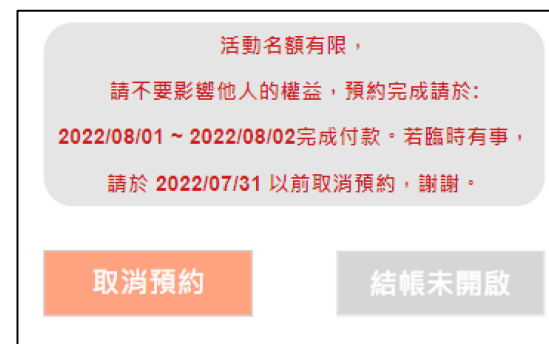 活動名額有限，
請不要影響他人的權益，預約完成請於:
2022/08/01 ~ 2022/08/02完成付款。若臨時有事，
請於 2022/07/31 以前取消預約，謝謝。
取消預約
結帳未開啟